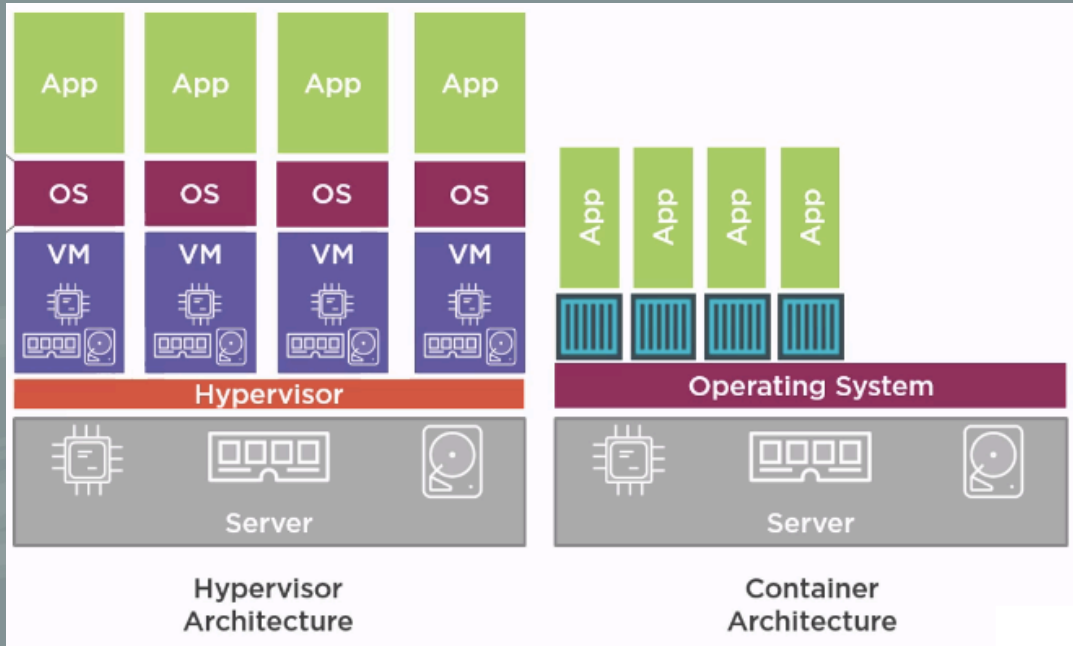 App App App App
OS OS OS OS
VM VM VM VM
Hypervisor
Server
Hypervisor
Architecture
App App App App
Operating System
Server
Container
Architecture